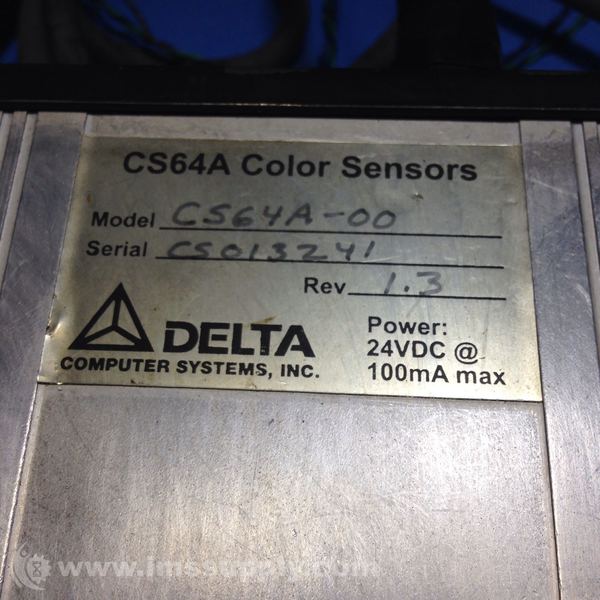 CS64A Color Sensors
Model CS64A-00
Serial CS013241
Rev 1.3
DELTA
COMPUTER SYSTEMS, INC.
Power:
24VDC @
100mA max
www.imssupply.com